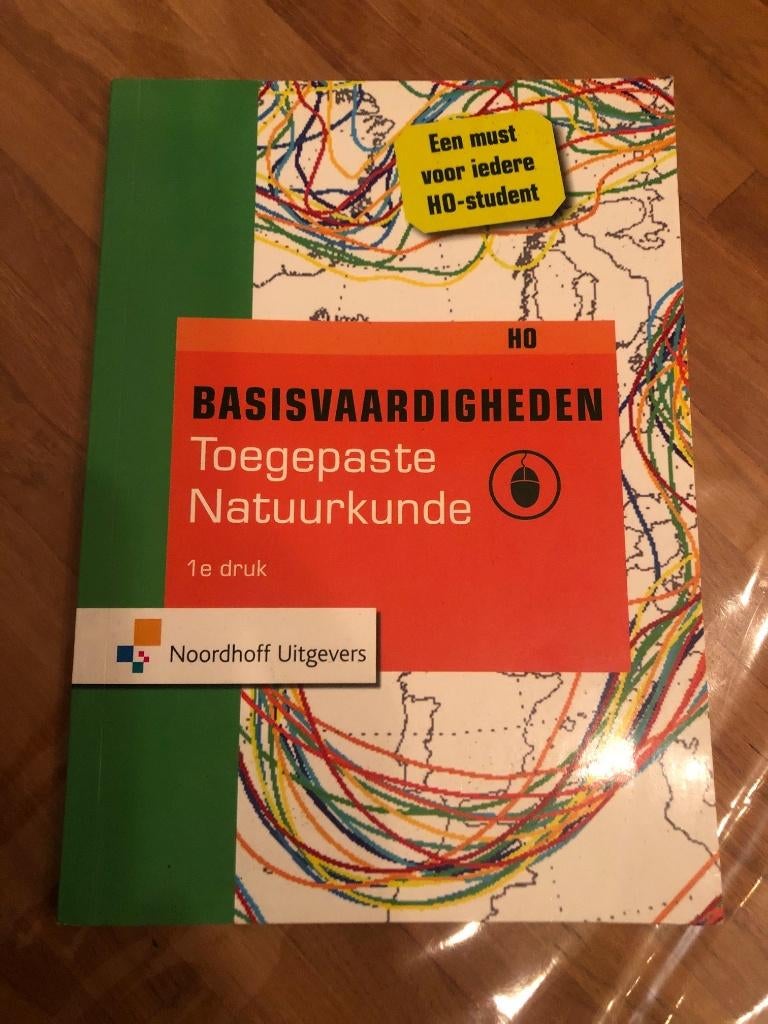 Een must
voor iedere
HO-student
HO
BASISVAARDIGHEDEN
Toegepaste
Natuurkunde
1e druk
Noordhoff Uitgevers